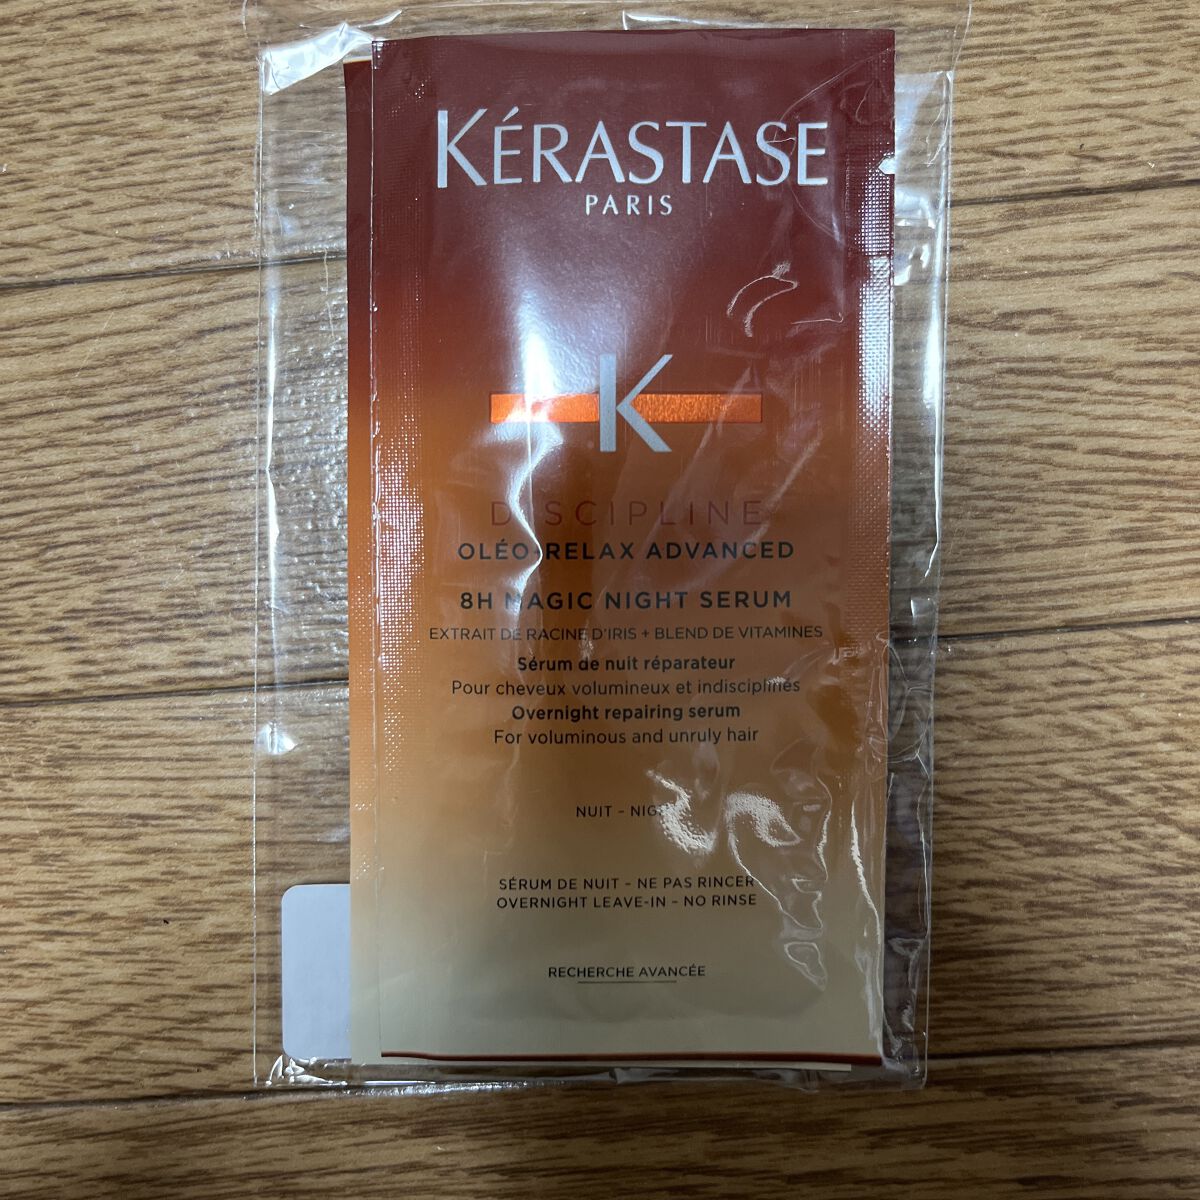 KÉRASTASE
PARIS
K
DISCIPLINE
OLÉO-RELAX ADVANCED
8H MAGIC NIGHT SERUM
EXTRAIT DE RACINE D'IRIS + BLEND DE VITAMINES
Sérum de nuit réparateur
Pour cheveux volumineux et indisciplinés
Overnight repairing serum
For voluminous and unruly hair
NUIT – NIGHT
SÉRUM DE NUIT – NE PAS RINCER
OVERNIGHT LEAVE-IN – NO RINSE
RECHERCHE AVANCÉE